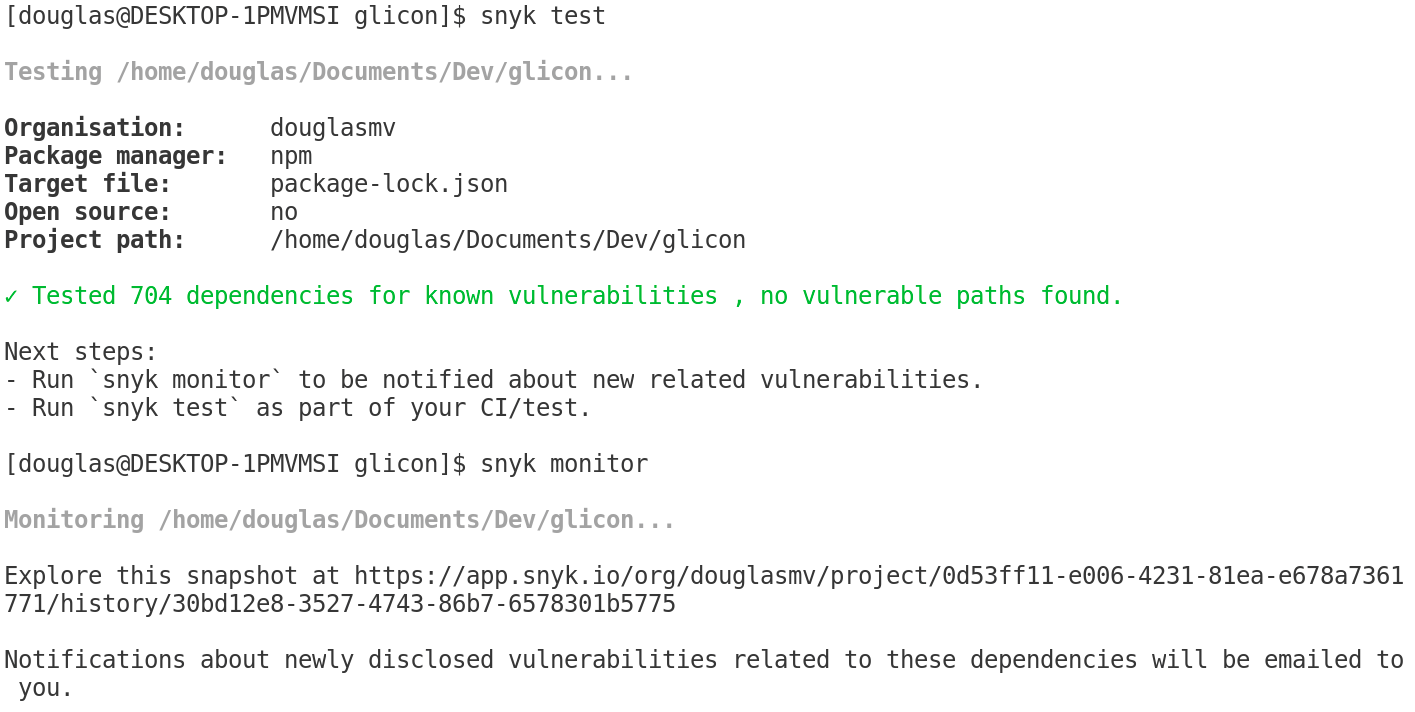 [douglas@DESKTOP-1PMVMSI glicon]$ snyk test
Testing /home/douglas/Documents/Dev/glicon...
Organisation:      douglasmv
Package manager:   npm
Target file:       package-lock.json
Open source:       no
Project path:      /home/douglas/Documents/Dev/glicon
✓ Tested 704 dependencies for known vulnerabilities , no vulnerable paths found.
Next steps:
- Run `snyk monitor` to be notified about new related vulnerabilities.
- Run `snyk test` as part of your CI/test.
[douglas@DESKTOP-1PMVMSI glicon]$ snyk monitor
Monitoring /home/douglas/Documents/Dev/glicon...
Explore this snapshot at https://app.snyk.io/org/douglasmv/project/0d53ff11-e006-4231-81ea-e678a7361
771/history/30bd12e8-3527-4743-86b7-6578301b5775
Notifications about newly disclosed vulnerabilities related to these dependencies will be emailed to
 you.